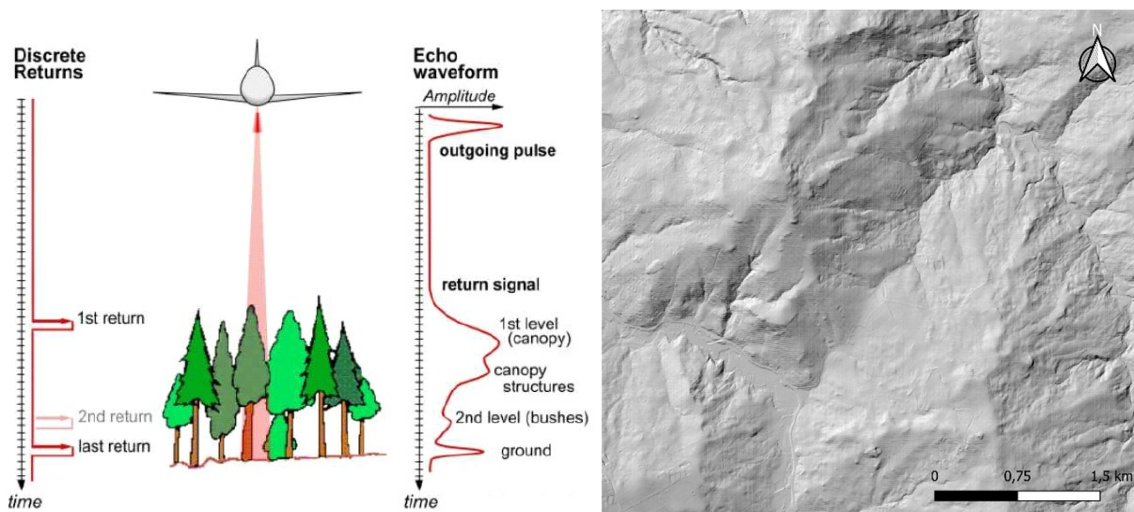 Discrete
Returns
Echo
waveform
Amplitude
outgoing pulse
return signal
1st return
1st level
(canopy)
canopy
structures
2nd return
2nd level (bushes)
last return
ground
time
time
N
0
0,75
1,5 km